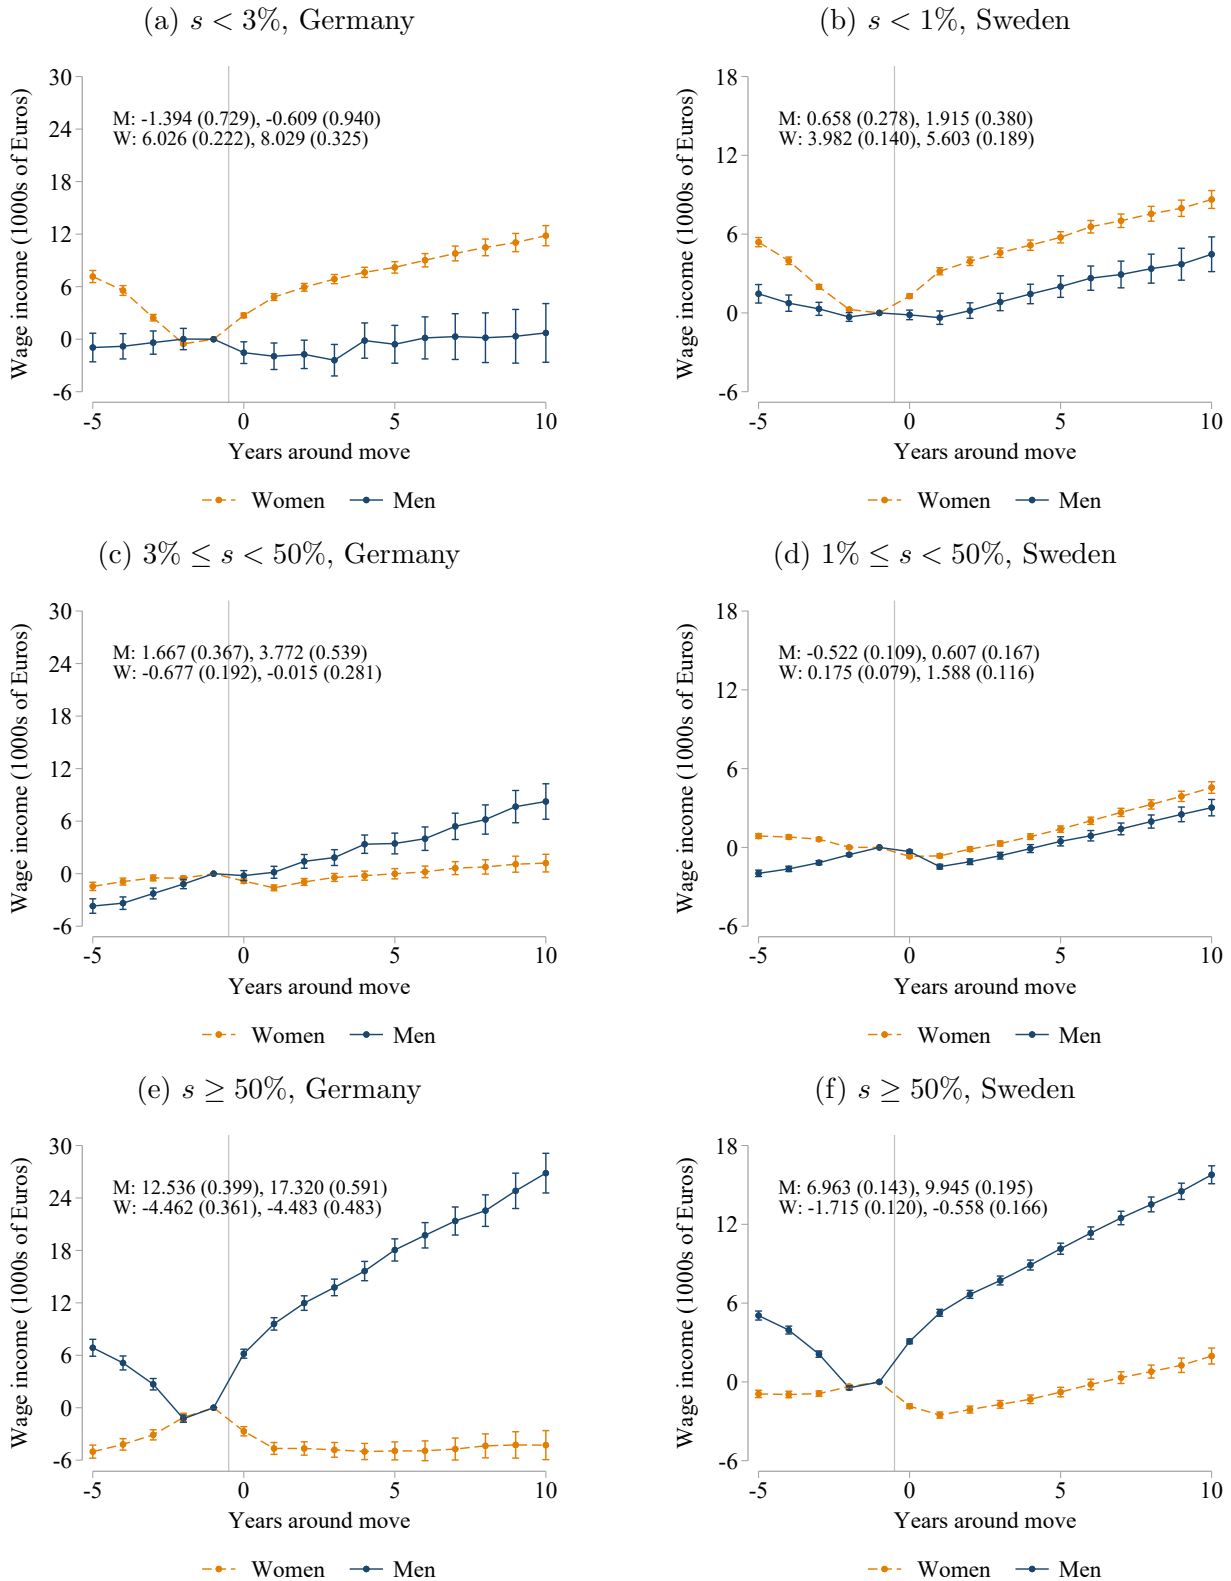 (a) s < 3%, Germany
Wage income (1000s of Euros)
30
24
18
12
6
0
-6
M: -1.394 (0.729), -0.609 (0.940)
W: 6.026 (0.222), 8.029 (0.325)
-5 0 5 10
Years around move
Women Men
(b) s < 1%, Sweden
Wage income (1000s of Euros)
18
12
6
0
-6
M: 0.658 (0.278), 1.915 (0.380)
W: 3.982 (0.140), 5.603 (0.189)
-5 0 5 10
Years around move
Women Men
(c) 3% ≤ s < 50%, Germany
Wage income (1000s of Euros)
30
24
18
12
6
0
-6
M: 1.667 (0.367), 3.772 (0.539)
W: -0.677 (0.192), -0.015 (0.281)
-5 0 5 10
Years around move
Women Men
(d) 1% ≤ s < 50%, Sweden
Wage income (1000s of Euros)
18
12
6
0
-6
M: -0.522 (0.109), 0.607 (0.167)
W: 0.175 (0.079), 1.588 (0.116)
-5 0 5 10
Years around move
Women Men
(e) s ≥ 50%, Germany
Wage income (1000s of Euros)
30
24
18
12
6
0
-6
M: 12.536 (0.399), 17.320 (0.591)
W: -4.462 (0.361), -4.483 (0.483)
-5 0 5 10
Years around move
Women Men
(f) s ≥ 50%, Sweden
Wage income (1000s of Euros)
18
12
6
0
-6
M: 6.963 (0.143), 9.945 (0.195)
W: -1.715 (0.120), -0.558 (0.166)
-5 0 5 10
Years around move
Women Men